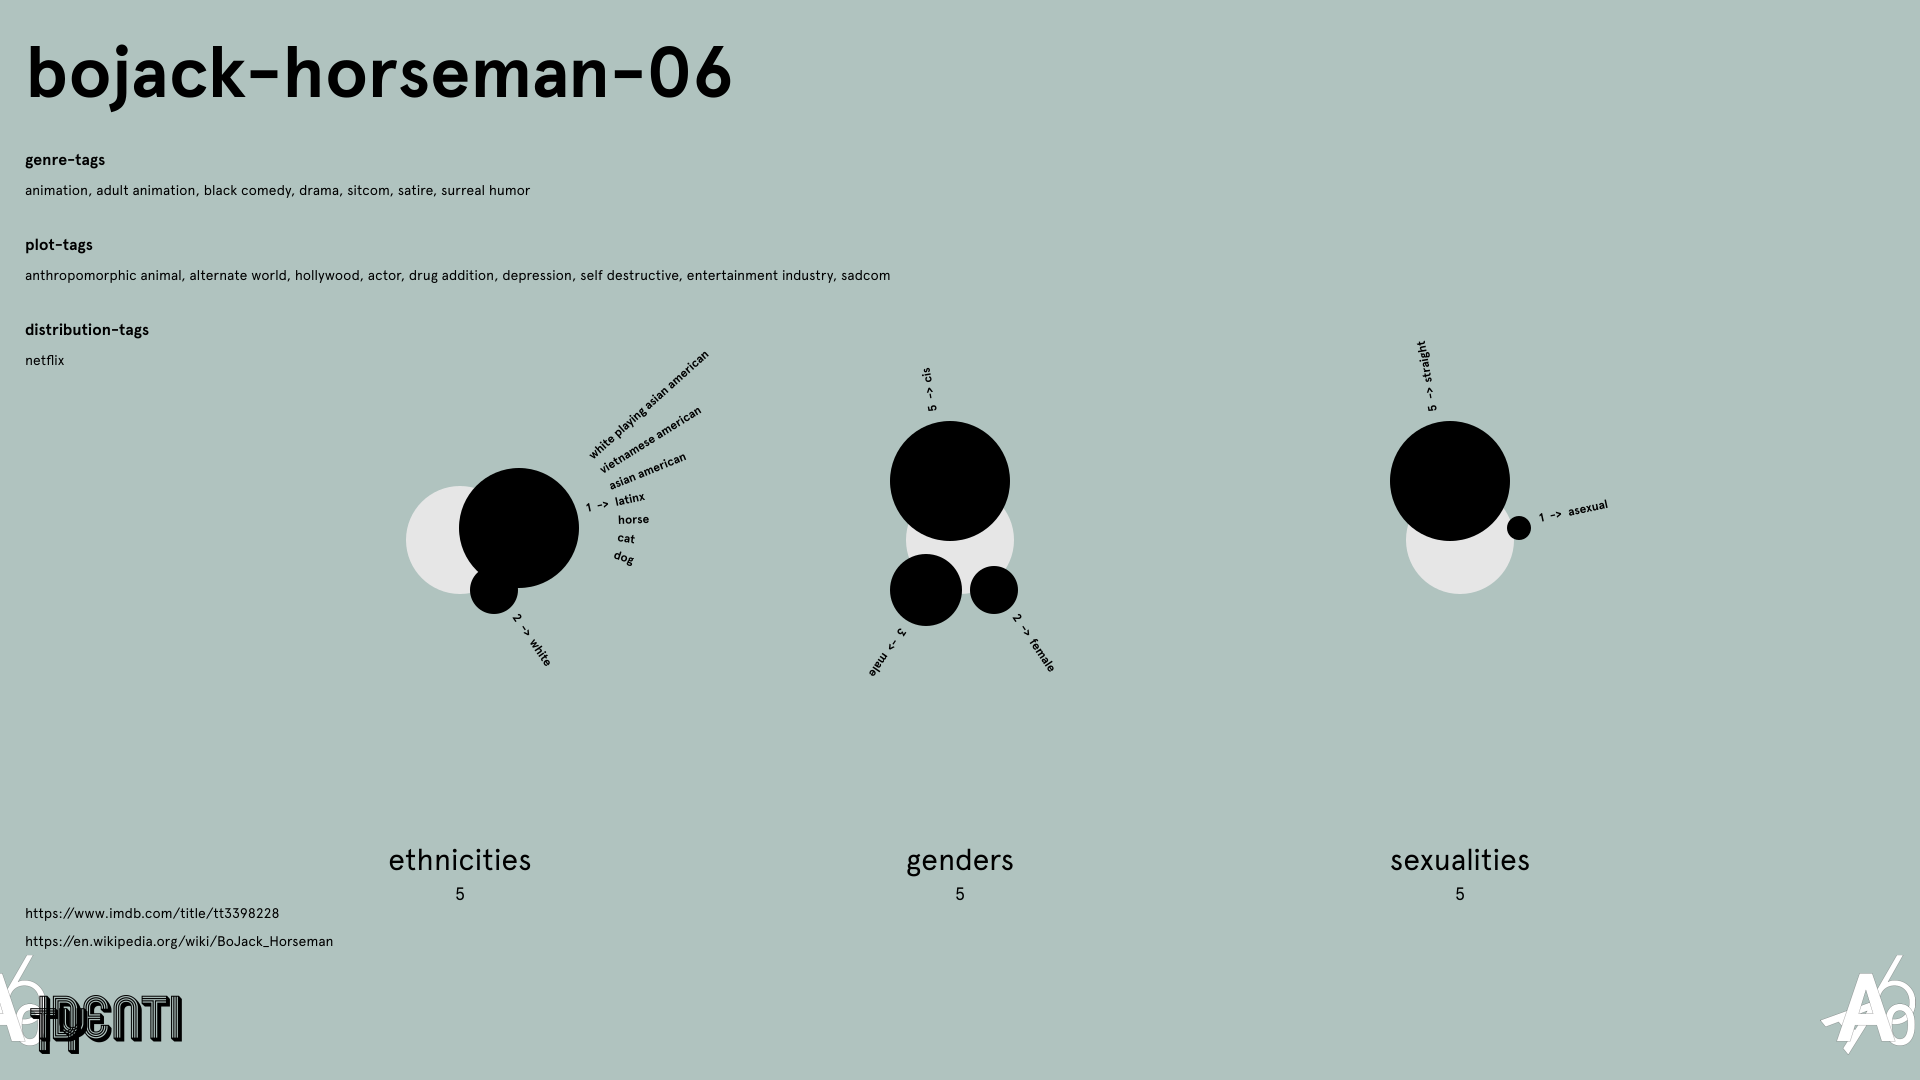 bojack-horseman-06
genre-tags
animation, adult animation, black comedy, drama, sitcom, satire, surreal humor
plot-tags
anthropomorphic animal, alternate world, hollywood, actor, drug addition, depression, self destructive, entertainment industry, sadcom
distribution-tags
netflix
white playing asian american
vietnamese american
asian american
1 -> latinx
horse
cat
dog
2 -> white
5 -> cis
3 -> male
2 -> female
5 -> straight
1 -> asexual
ethnicities
5
genders
5
sexualities
5
https://www.imdb.com/title/tt3398228
https://en.wikipedia.org/wiki/BoJack_Horseman
IDENTI